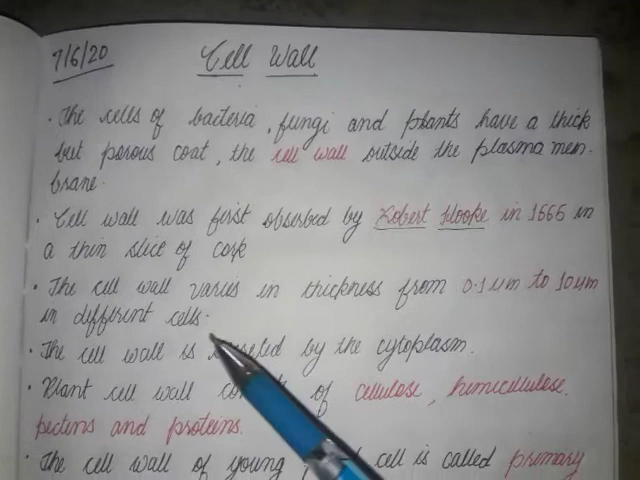 7/6/20
Cell Wall
• The cells of bacteria, fungi and plants have a thick
but porous coat, the cell wall outside the plasma mem-
brane.
• Cell wall was first observed by Robert Hooke in 1665 in
a thin slice of cork
• The cell wall varies in thickness from 0.1 um to 10 um
in different cells.
• The cell wall is by the cytoplasm.
• Plant cell wall of cellulose, hemicellulose,
pectins and proteins.
• The cell wall of young cell is called primary